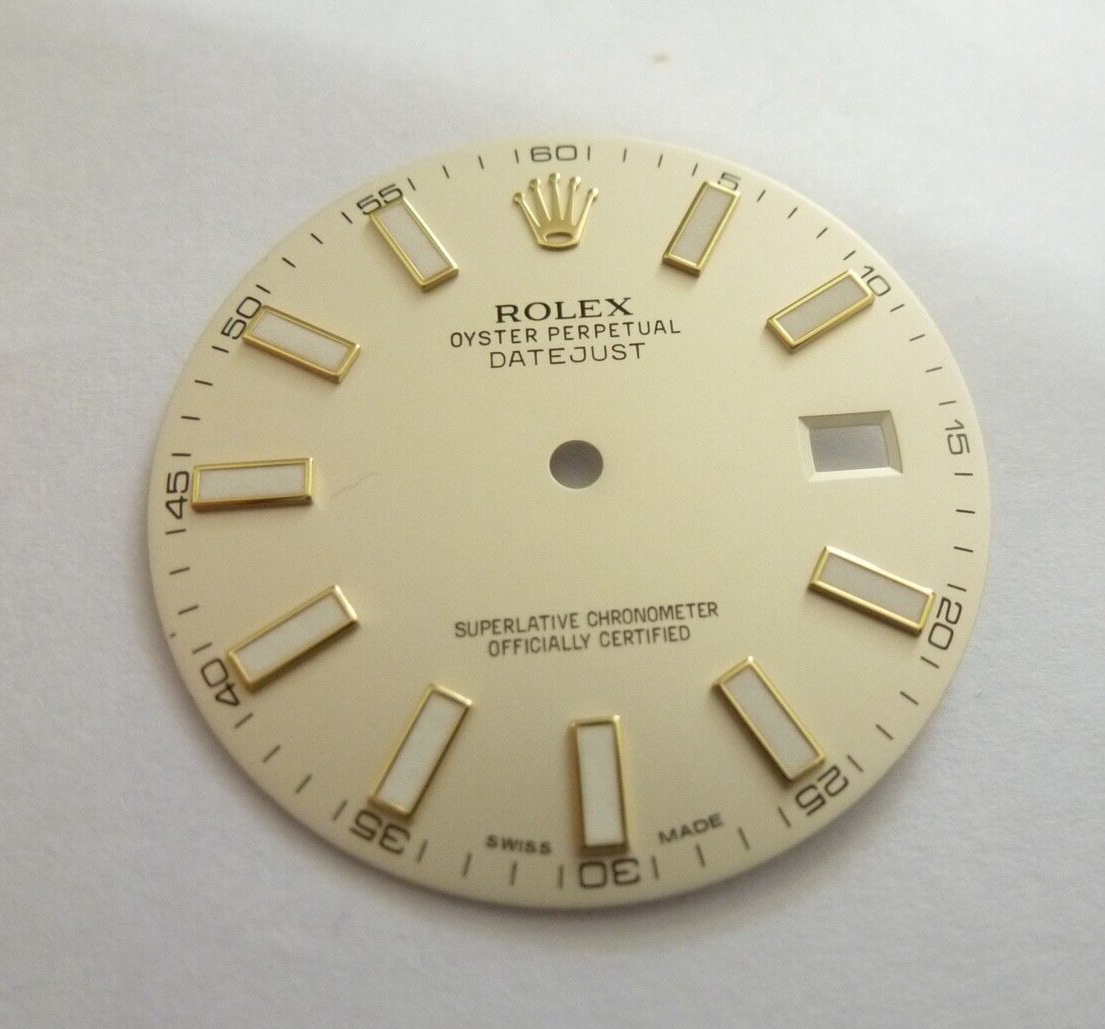 60
5
10
15
20
25
30
35
40
45
50
55
ROLEX
OYSTER PERPETUAL
DATEJUST
SUPERLATIVE CHRONOMETER
OFFICIALLY CERTIFIED
SWISS MADE